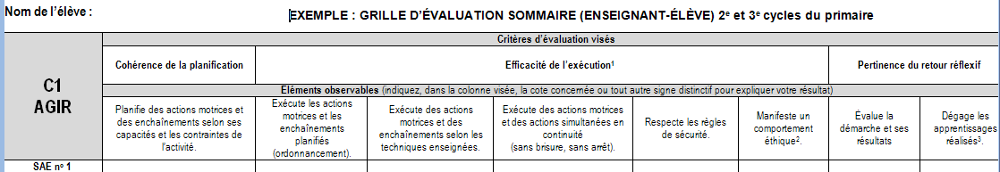 Nom de l'élève :
EXEMPLE : GRILLE D'ÉVALUATION SOMMAIRE (ENSEIGNANT-ÉLÈVE) 2e et 3e cycles du primaire
C1
AGIR
Critères d'évaluation visés
Cohérence de la planification
Efficacité de l'exécution1
Pertinence du retour réflexif
Eléments observables (indiquez, dans la colonne visée, la cote concernée ou tout autre signe distinctif pour expliquer votre résultat)
Planifie des actions motrices et
des enchaînements selon ses
capacités et les contraintes de
l'activité.
Exécute les actions
motrices et les
enchaînements
planifiés
(ordonnancement).
Exécute des actions
motrices et des
enchaînements selon les
techniques enseignées.
Exécute des actions motrices
et des actions simultanées en
continuité
(sans brisure, sans arrêt).
Respecte les règles
de sécurité.
Manifeste un
comportement
éthique2.
Évalue la
démarche et ses
résultats
Dégage les
apprentissages
réalisés3.
SAE no 1